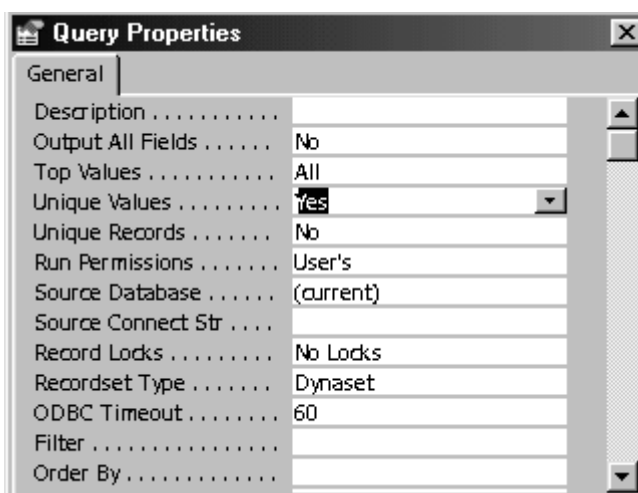 Query Properties
General
Description . . . . . . . . . . .
Output All Fields . . . . . . No
Top Values . . . . . . . . . . . All
Unique Values . . . . . . . . . Yes
Unique Records . . . . . . . No
Run Permissions . . . . . . . User's
Source Database . . . . . . (current)
Source Connect Str . . . .
Record Locks . . . . . . . . . No Locks
Recordset Type . . . . . . . Dynaset
ODBC Timeout . . . . . . . . 60
Filter . . . . . . . . . . . . . . . .
Order By . . . . . . . . . . . . .